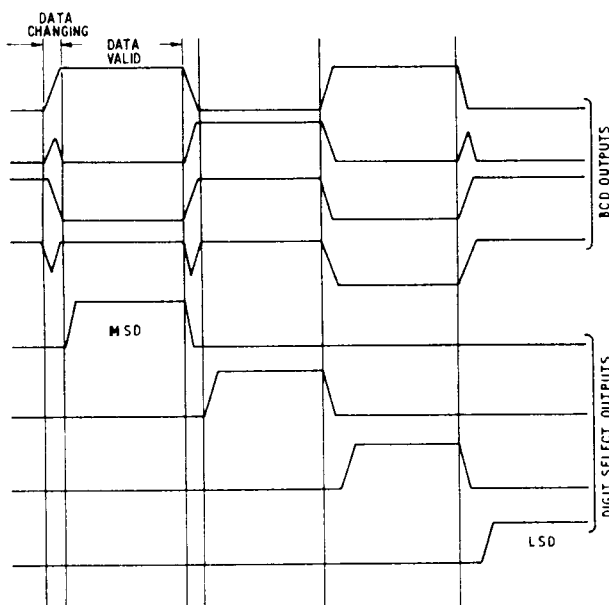 DATA
CHANGING
DATA
VALID
BCD OUTPUTS
MSD
DIGIT SELECT OUTPUTS
LSD